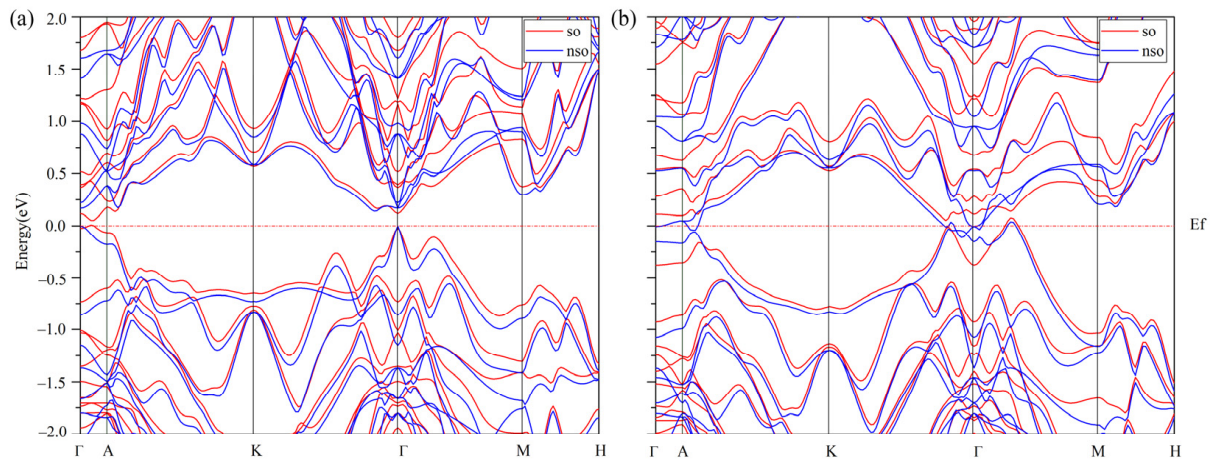 (a)
so
nso
Energy(eV)
2.0
1.5
1.0
0.5
0.0
−0.5
−1.0
−1.5
−2.0
Γ A K Γ M H
(b)
so
nso
Ef
Γ A K Γ M H